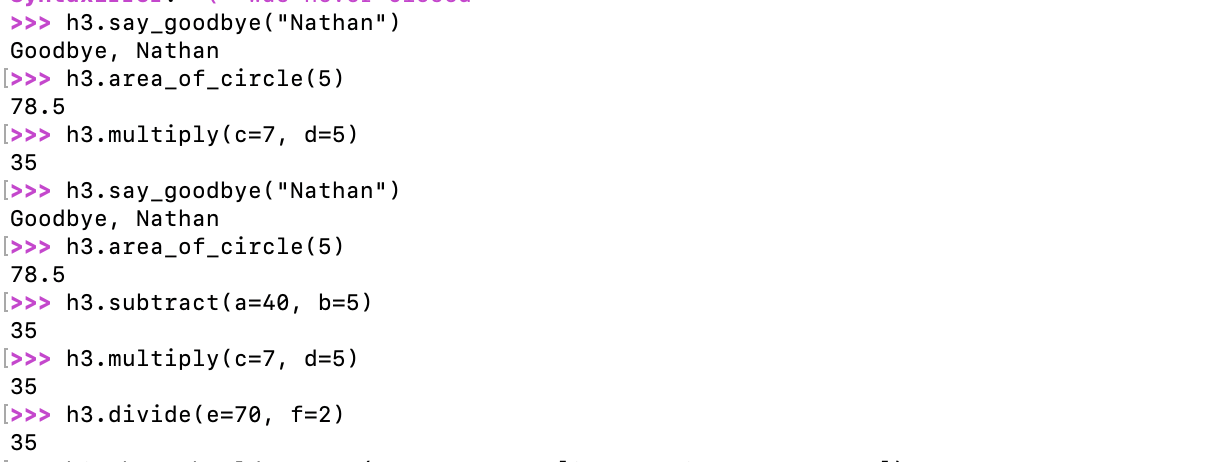 >>> h3.say_goodbye("Nathan")
Goodbye, Nathan
[>>> h3.area_of_circle(5)
78.5
[>>> h3.multiply(c=7, d=5)
35
[>>> h3.say_goodbye("Nathan")
Goodbye, Nathan
[>>> h3.area_of_circle(5)
78.5
[>>> h3.subtract(a=40, b=5)
35
[>>> h3.multiply(c=7, d=5)
35
[>>> h3.divide(e=70, f=2)
35